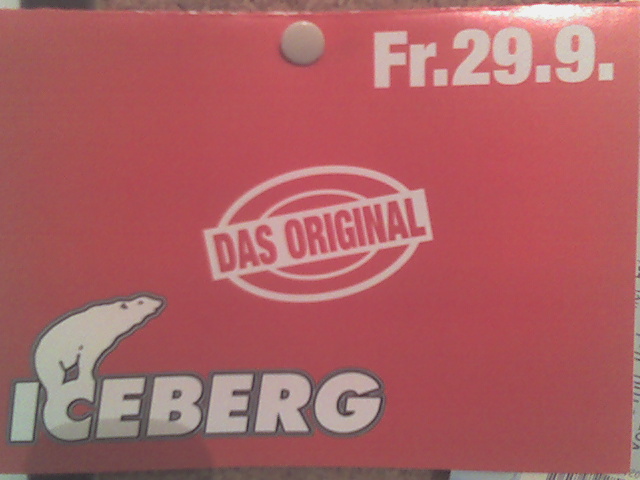 Fr.29.9.
DAS ORIGINAL
ICEBERG